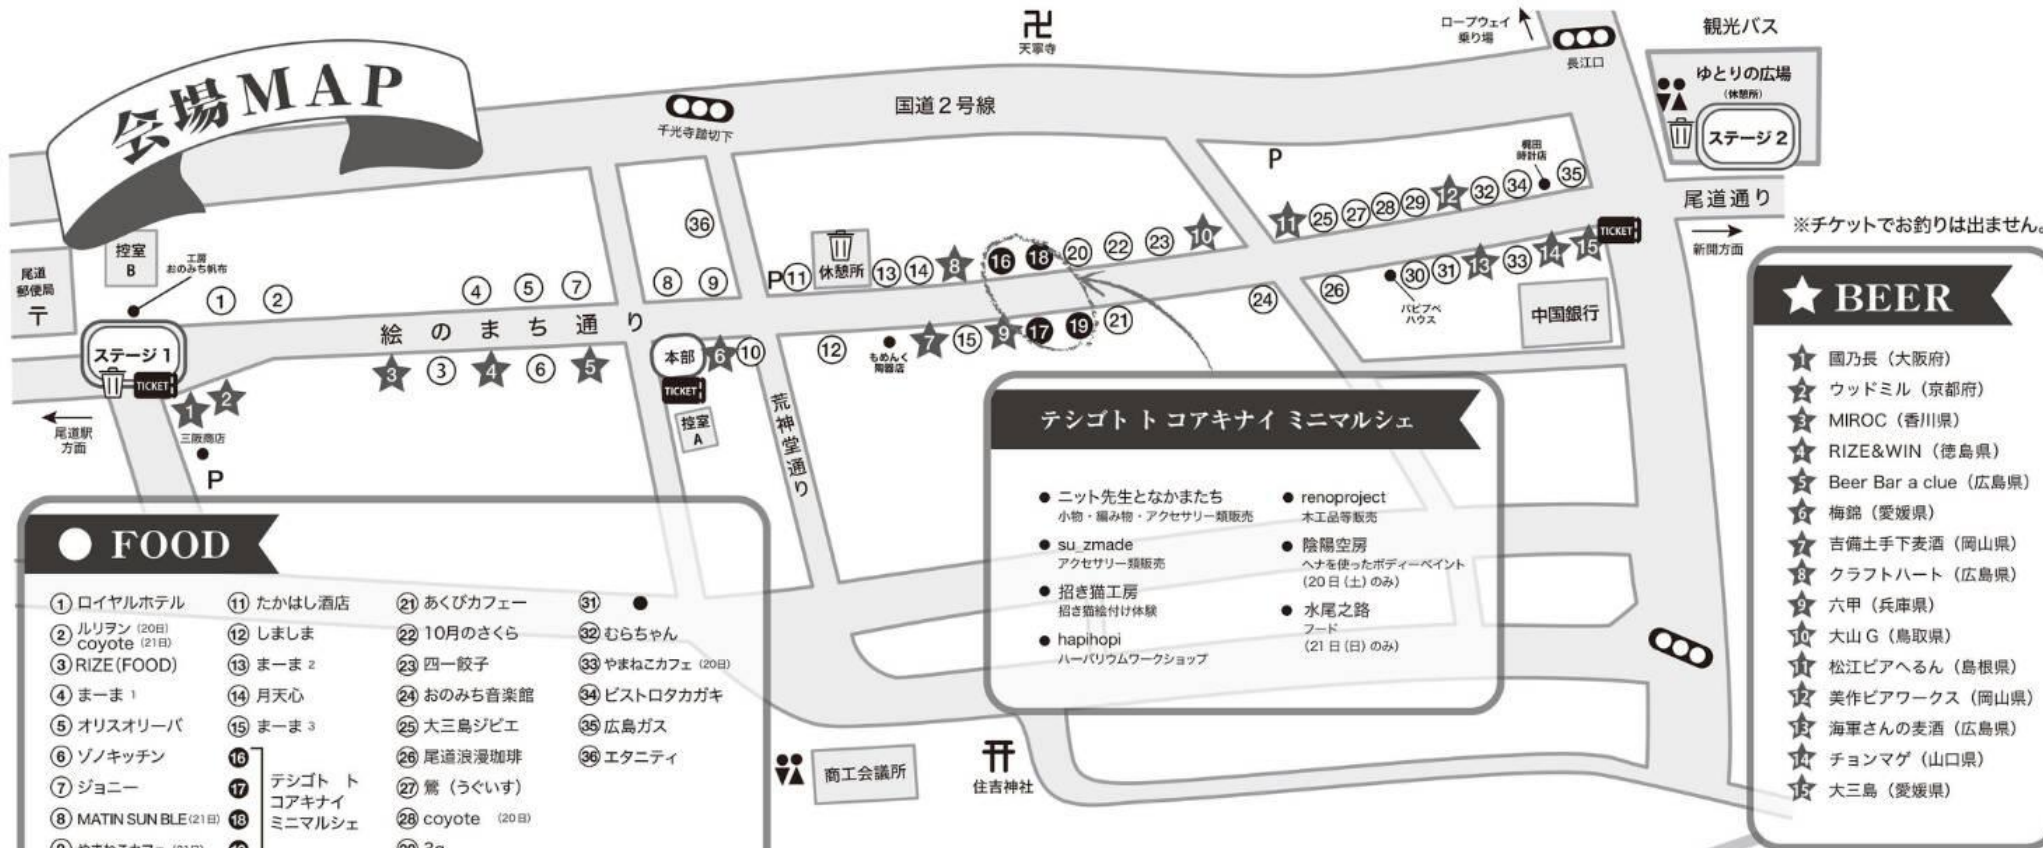 会場MAP
天寧寺
ロープウェイ
乗り場
長江口
観光バス
ゆとりの広場
(休憩所)
ステージ2
千光寺踏切下
国道2号線
P
梶田
時計店
尾道通り
新開方面
※チケットでお釣りは出ません。
控室
B
工房
おのみち帆布
尾道
郵便局
〒
ステージ1
TICKET
尾道駅
方面
三阪商店
P
1
2
① ② ④ ⑤ ⑦ ⑧ ⑨ ㊱
絵のまち通り
3 ③ 4 ⑥ 5
本部
6 ⑩
TICKET
控室
A
荒神堂通り
P ⑪
休憩所
⑬ ⑭ 8 16 18 ⑳ ㉒ ㉓ 10
⑫
もめんく
陶器店
7 ⑮ 9 17 19 ㉑
㉔ ㉖
11 ㉕ ㉗ ㉘ ㉙ 12 ㉜ ㉞ ㉟
パピプペ
ハウス
㉚ ㉛ 13 ㉝ 14 15
TICKET
中国銀行
テシゴト ト コアキナイ ミニマルシェ
● ニット先生となかまたち
小物・編み物・アクセサリー類販売
● su_zmade
アクセサリー類販売
● 招き猫工房
招き猫絵付け体験
● hapihopi
ハーバリウムワークショップ
● renoproject
木工品等販売
● 陰陽空房
ヘナを使ったボディーペイント
(20日(土)のみ)
● 水尾之路
フード
(21日(日)のみ)
商工会議所
住吉神社
FOOD
① ロイヤルホテル
② ルリヲン (20日)
coyote (21日)
③ RIZE(FOOD)
④ まーま 1
⑤ オリスオリーバ
⑥ ゾノキッチン
⑦ ジョニー
⑧ MATIN SUN BLE (21日)
⑪ たかはし酒店
⑫ しましま
⑬ まーま 2
⑭ 月天心
⑮ まーま 3
16
17
18
テシゴト ト
コアキナイ
ミニマルシェ
㉑ あくびカフェー
㉒ 10月のさくら
㉓ 四一餃子
㉔ おのみち音楽館
㉕ 大三島ジビエ
㉖ 尾道浪漫珈琲
㉗ 鶯(うぐいす)
㉘ coyote (20日)
㉛ ●
㉜ むらちゃん
㉝ やまねこカフェ (20日)
㉞ ビストロタカガキ
㉟ 広島ガス
㊱ エタニティ
★ BEER
1 國乃長(大阪府)
2 ウッドミル(京都府)
3 MIROC(香川県)
4 RIZE&WIN(徳島県)
5 Beer Bar a clue(広島県)
6 梅錦(愛媛県)
7 吉備土手下麦酒(岡山県)
8 クラフトハート(広島県)
9 六甲(兵庫県)
10 大山G(鳥取県)
11 松江ビアへるん(島根県)
12 美作ビアワークス(岡山県)
13 海軍さんの麦酒(広島県)
14 チョンマゲ(山口県)
15 大三島(愛媛県)